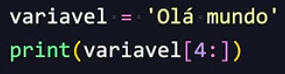 variavel = 'Olá mundo'
print(variavel[4:])